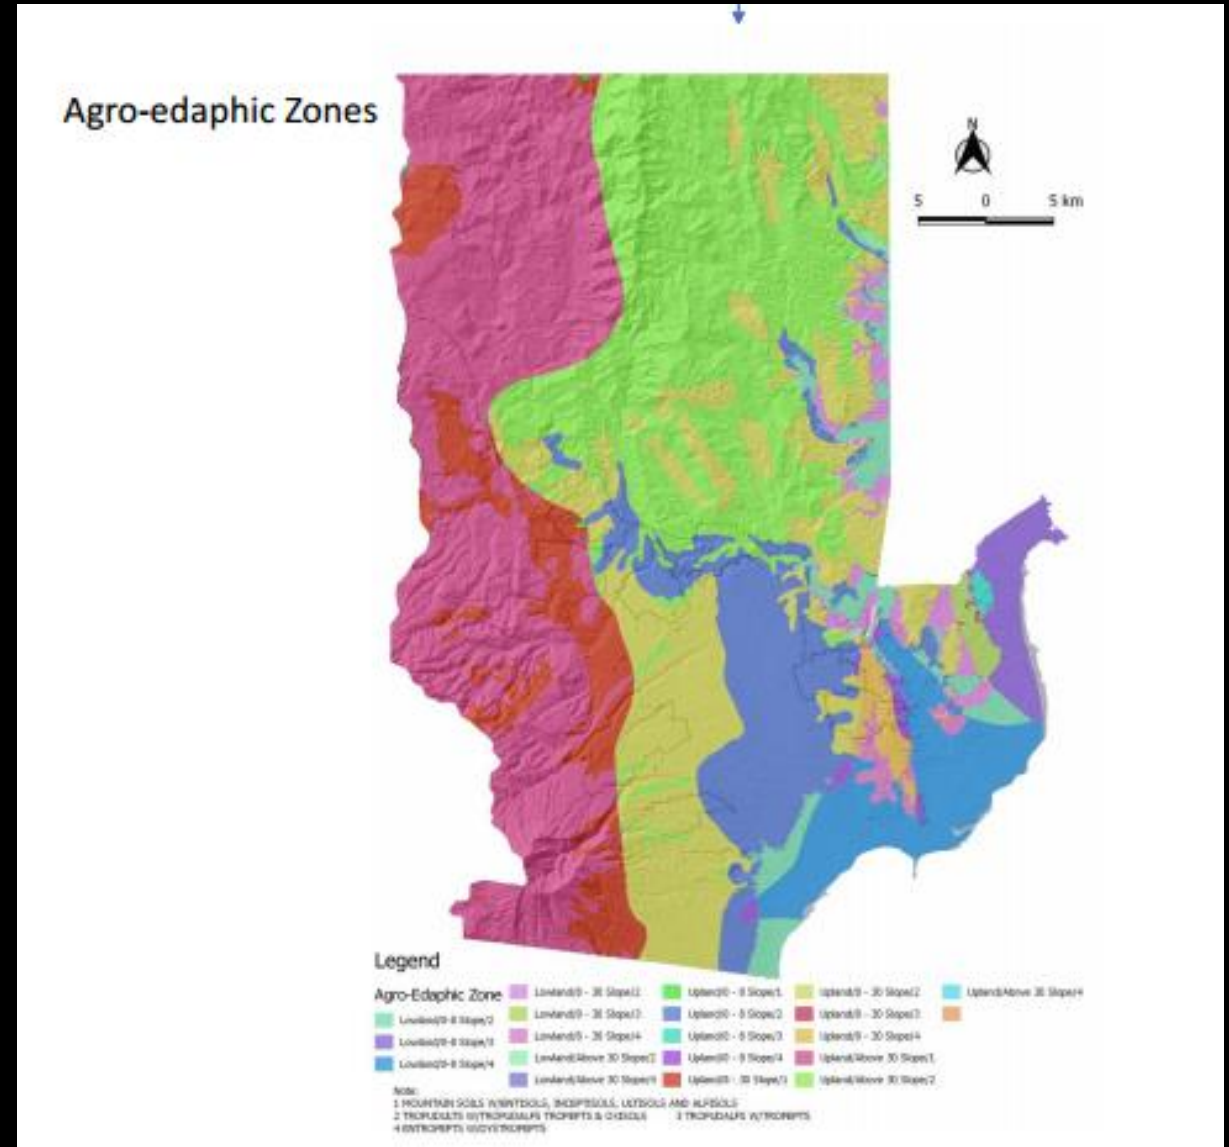 Agro-edaphic Zones
N
5 0 5 km
Legend
Agro-Edaphic Zone
Lowland/0-8 Slope/2
Lowland/0-8 Slope/3
Lowland/0-8 Slope/4
Lowland/8 - 30 Slope/2
Lowland/8 - 30 Slope/3
Lowland/8 - 30 Slope/4
Lowland/Above 30 Slope/2
Lowland/Above 30
Upland/0 - 8 Slope/1
Upland/0 - 8 Slope/2
Upland/0 - 8 Slope/3
Upland/0 - 8 Slope/4
Upland/8 - 30 Slope/1
Upland/8 - 30 Slope/2
Upland/8 - 30 Slope/3
Upland/8 - 30 Slope/4
Upland/Above 30 Slope/1
Upland/Above 30 Slope/2
Upland/Above 30 Slope/4
Note:
1 MOUNTAIN SOILS W/ENTISOLS, INCEPTISOLS, ULTISOLS AND ALFISOLS
2 TROPUDULTS W/TROPUDALFS TROPEPTS & OXISOLS 3 TROPUDALFS W/TROPEPTS
4